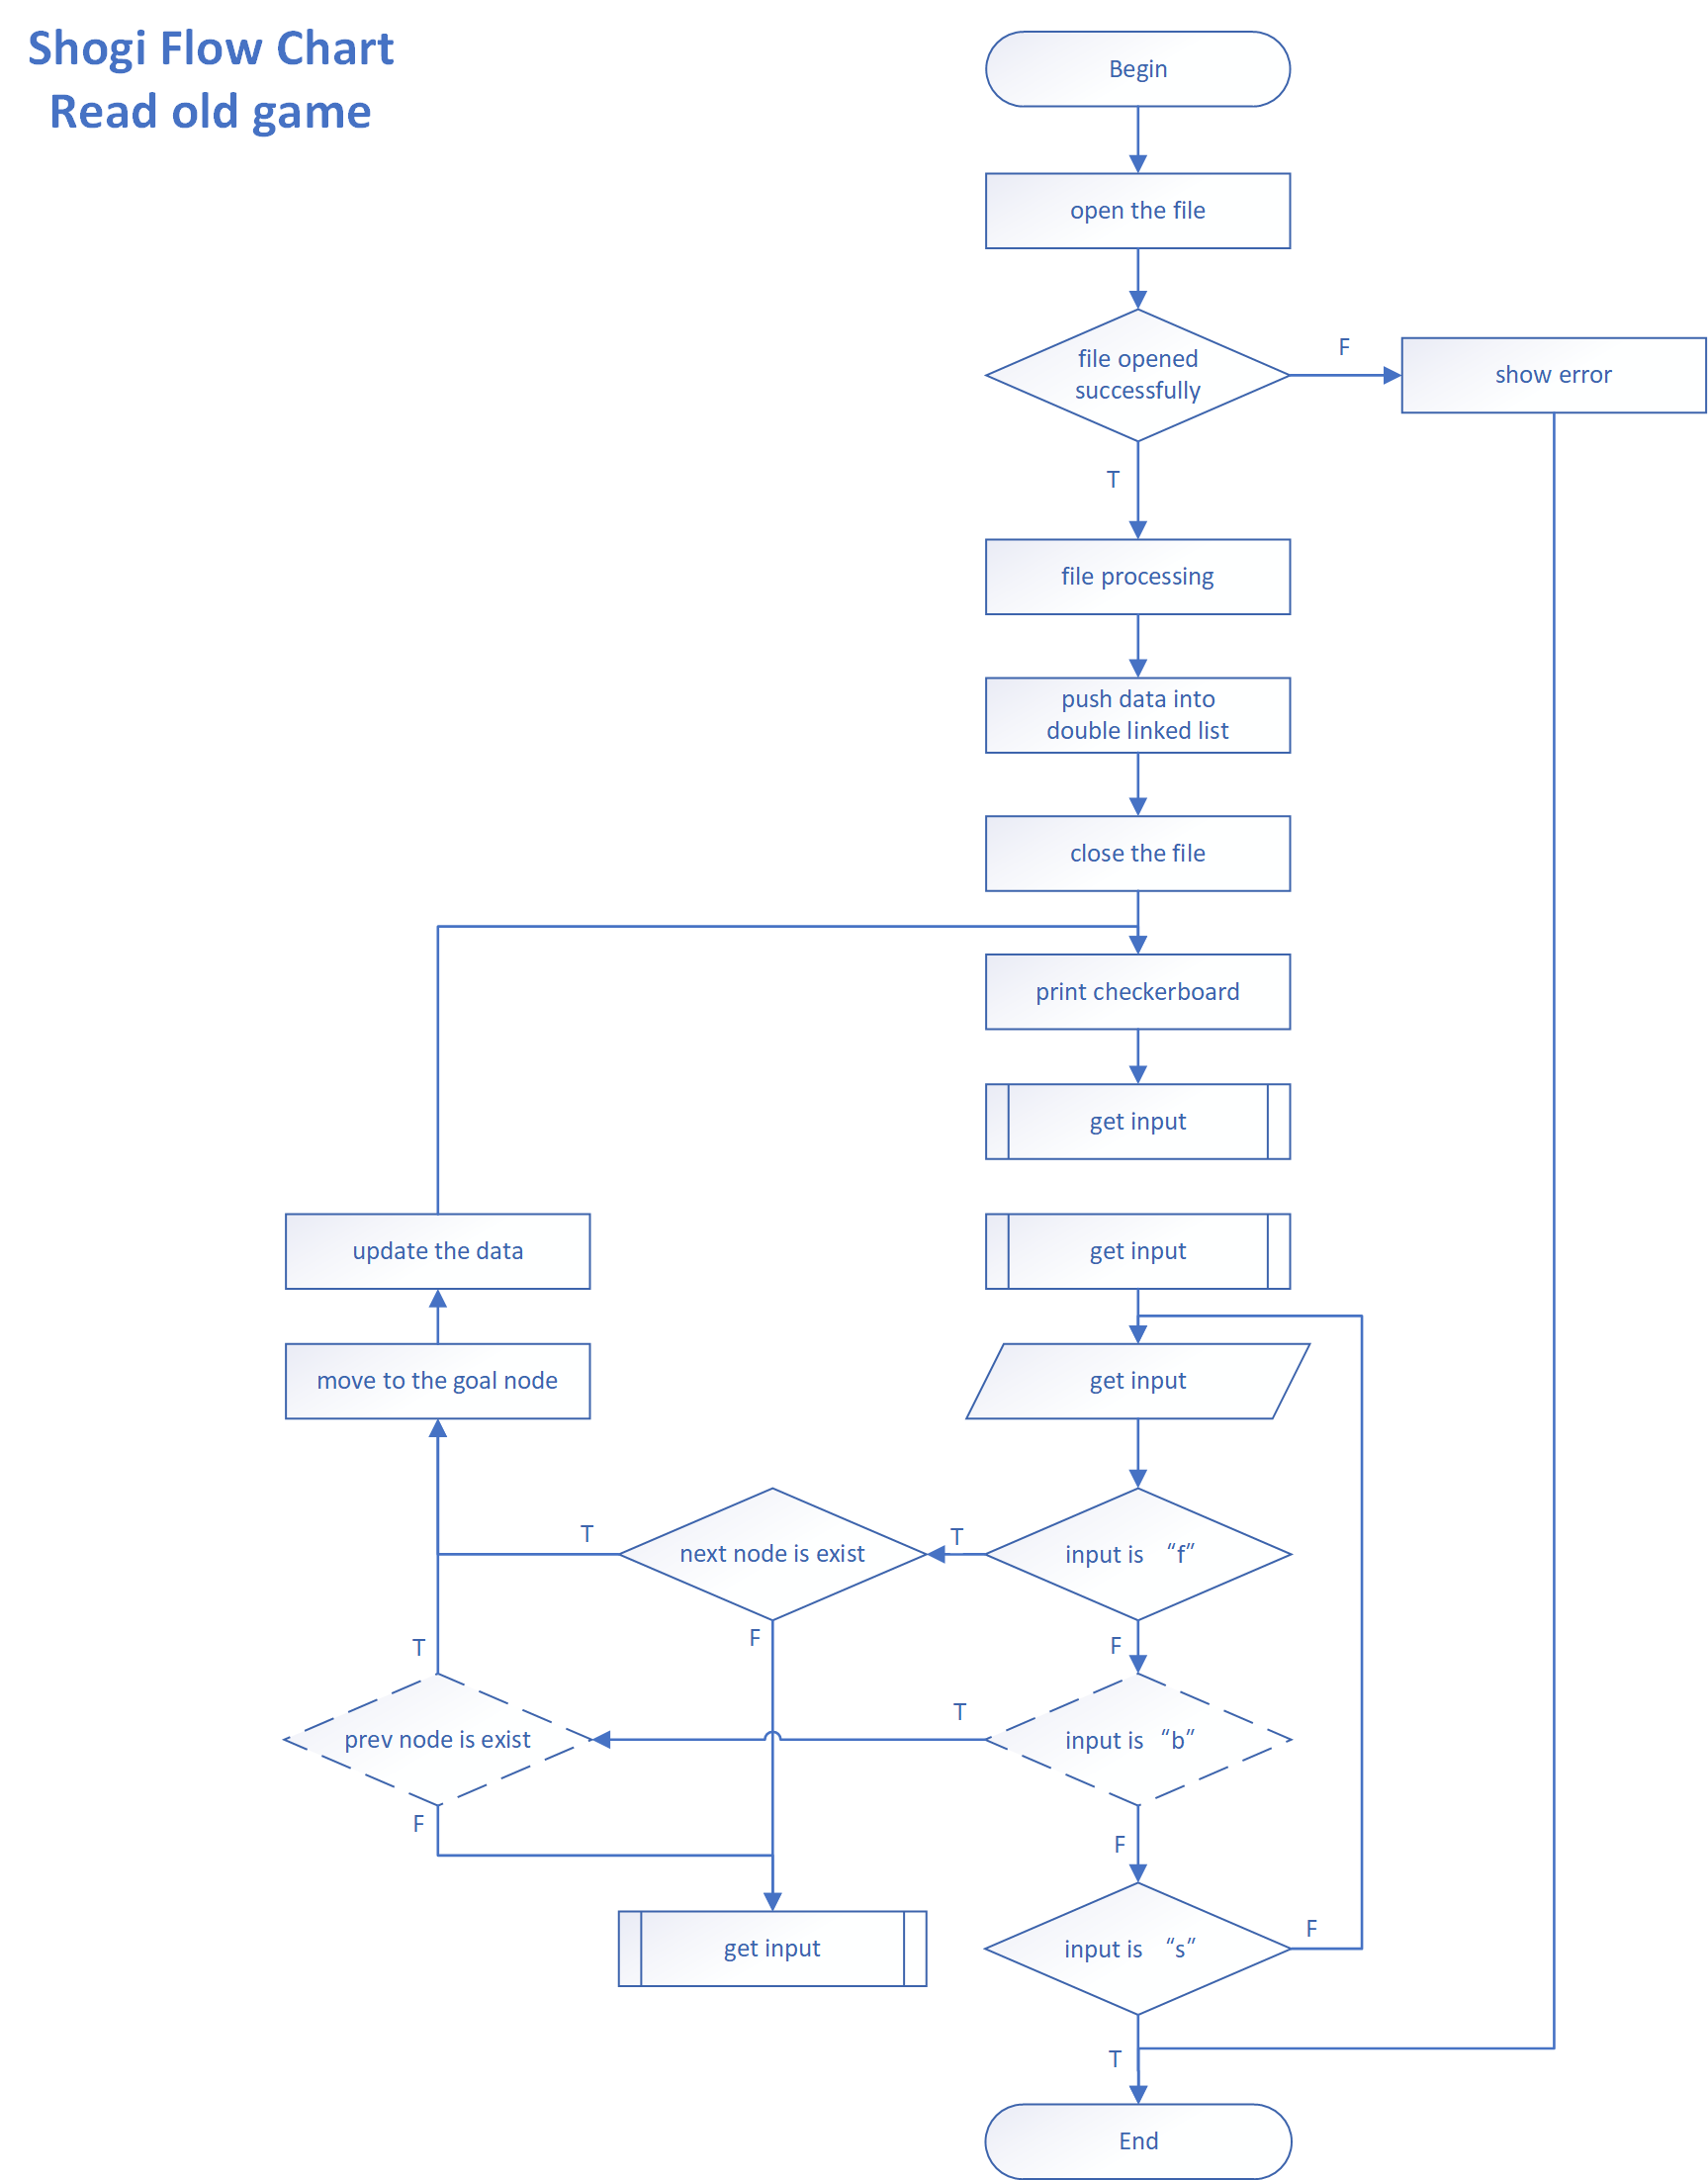 Shogi Flow Chart
Read old game
Begin
open the file
file opened
successfully
F
show error
T
file processing
push data into
double linked list
close the file
print checkerboard
get input
update the data
get input
move to the goal node
get input
T
next node is exist
T
input is “f”
F
F
T
prev node is exist
T
input is “b”
F
F
get input
input is “s”
F
T
End